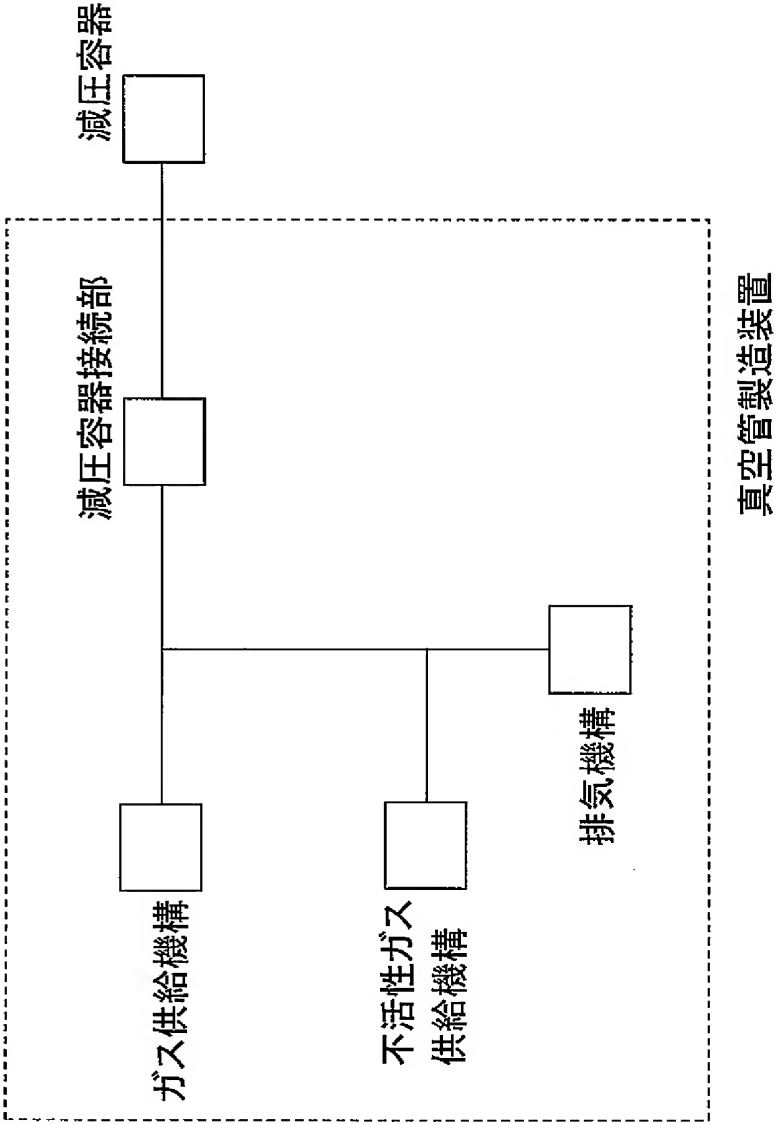 減圧容器
減圧容器接続部
ガス供給機構
不活性ガス
供給機構
排気機構
真空管製造装置